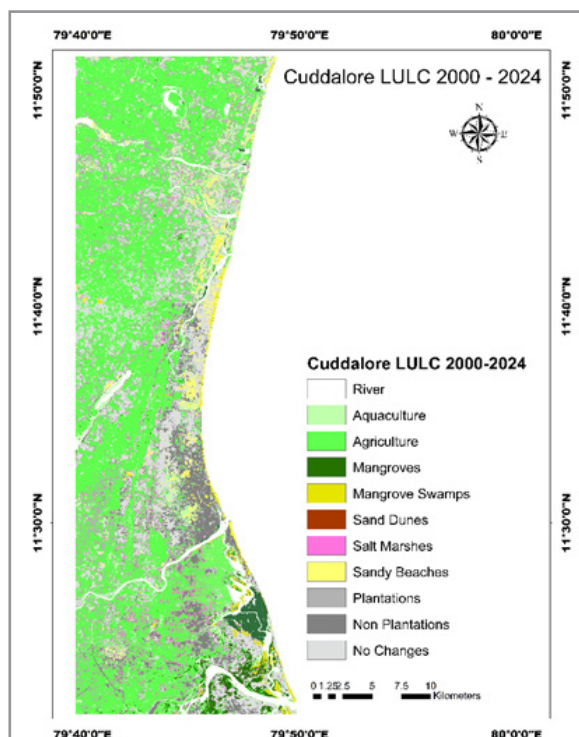 79°40'0"E 79°50'0"E 80°0'0"E
Cuddalore LULC 2000 - 2024
11°50'0"N 11°50'0"N
N
W E
S
11°40'0"N 11°40'0"N
Cuddalore LULC 2000-2024
River
Aquaculture
Agriculture
Mangroves
Mangrove Swamps
Sand Dunes
Salt Marshes
Sandy Beaches
Plantations
Non Plantations
No Changes
11°30'0"N 11°30'0"N
0 1.252.5 5 7.5 10
Kilometers
79°40'0"E 79°50'0"E 80°0'0"E